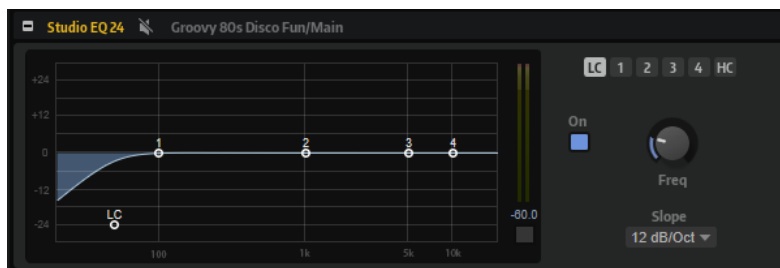 Studio EQ 24 Groovy 80s Disco Fun/Main
LC 1 2 3 4 HC
+24
+12
0
-12
-24
1 2 3 4
LC
100 1k 5k 10k
-60.0
On
Freq
Slope
12 dB/Oct